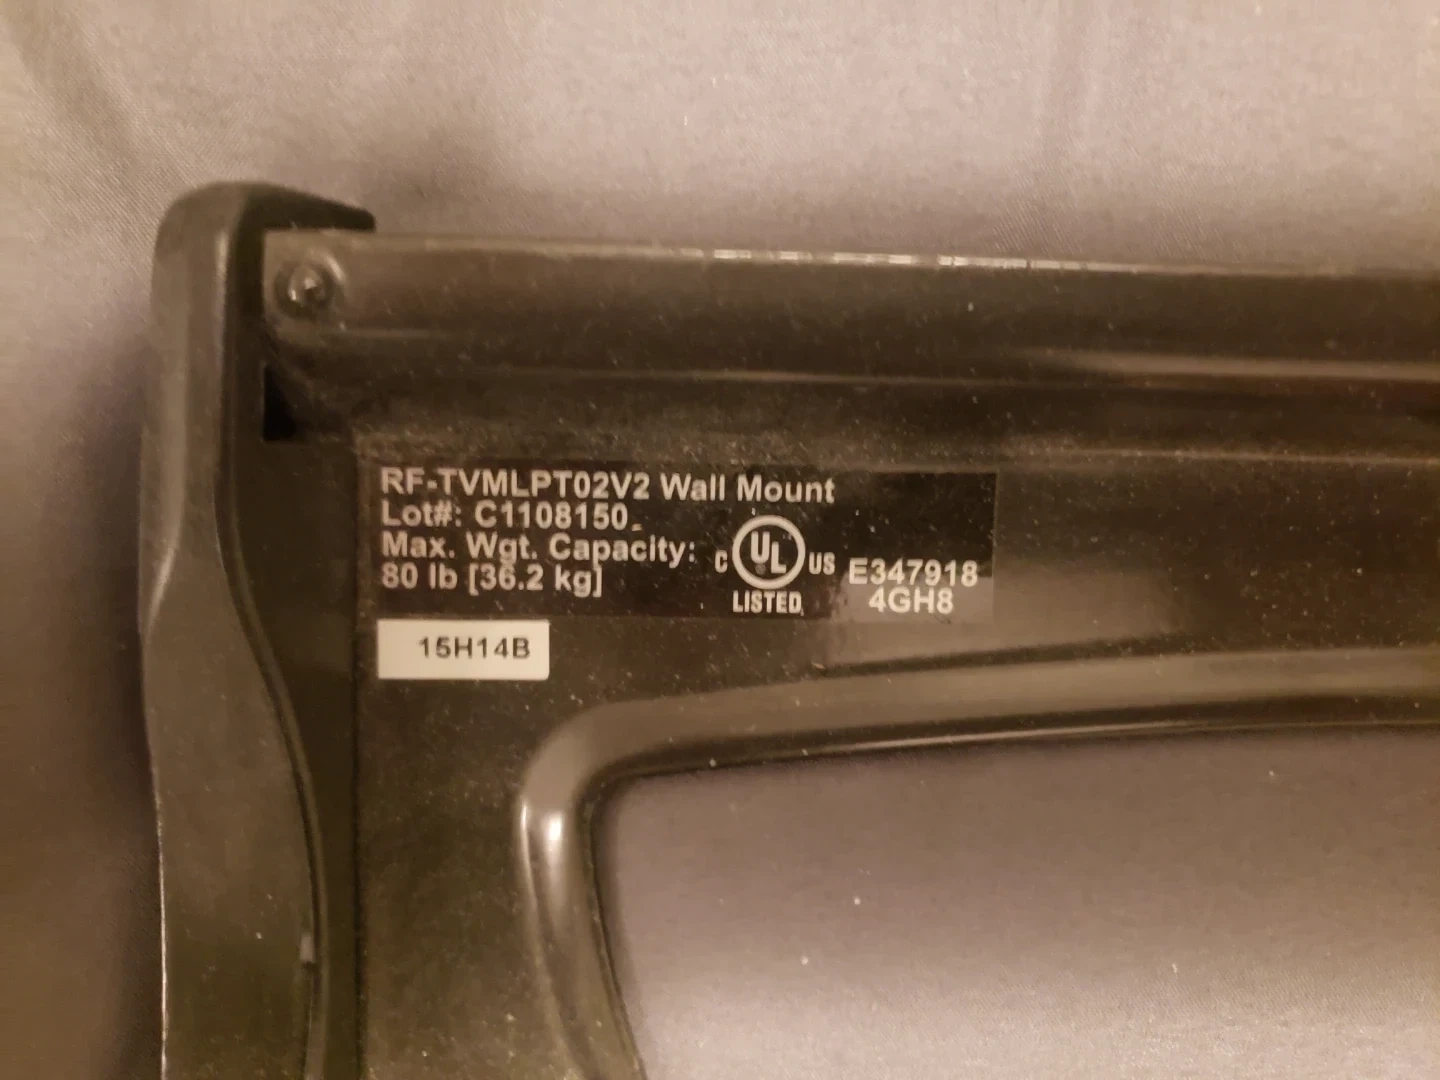 RF-TVMLPT02V2 Wall Mount
Lot#: C1108150
Max. Wgt. Capacity:
80 lb [36.2 kg]
C UL US
LISTED
E347918
4GH8
15H14B